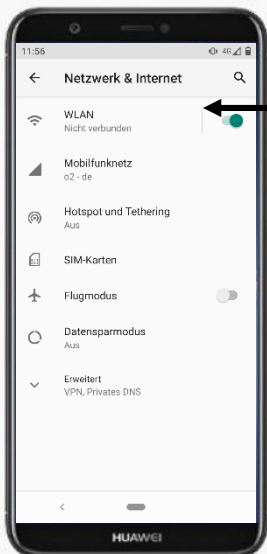 11:56
4G
Netzwerk & Internet
WLAN
Nicht verbunden
Mobilfunknetz
o2 - de
Hotspot und Tethering
Aus
SIM-Karten
Flugmodus
Datensparmodus
Aus
Erweitert
VPN, Privates DNS
HUAWEI